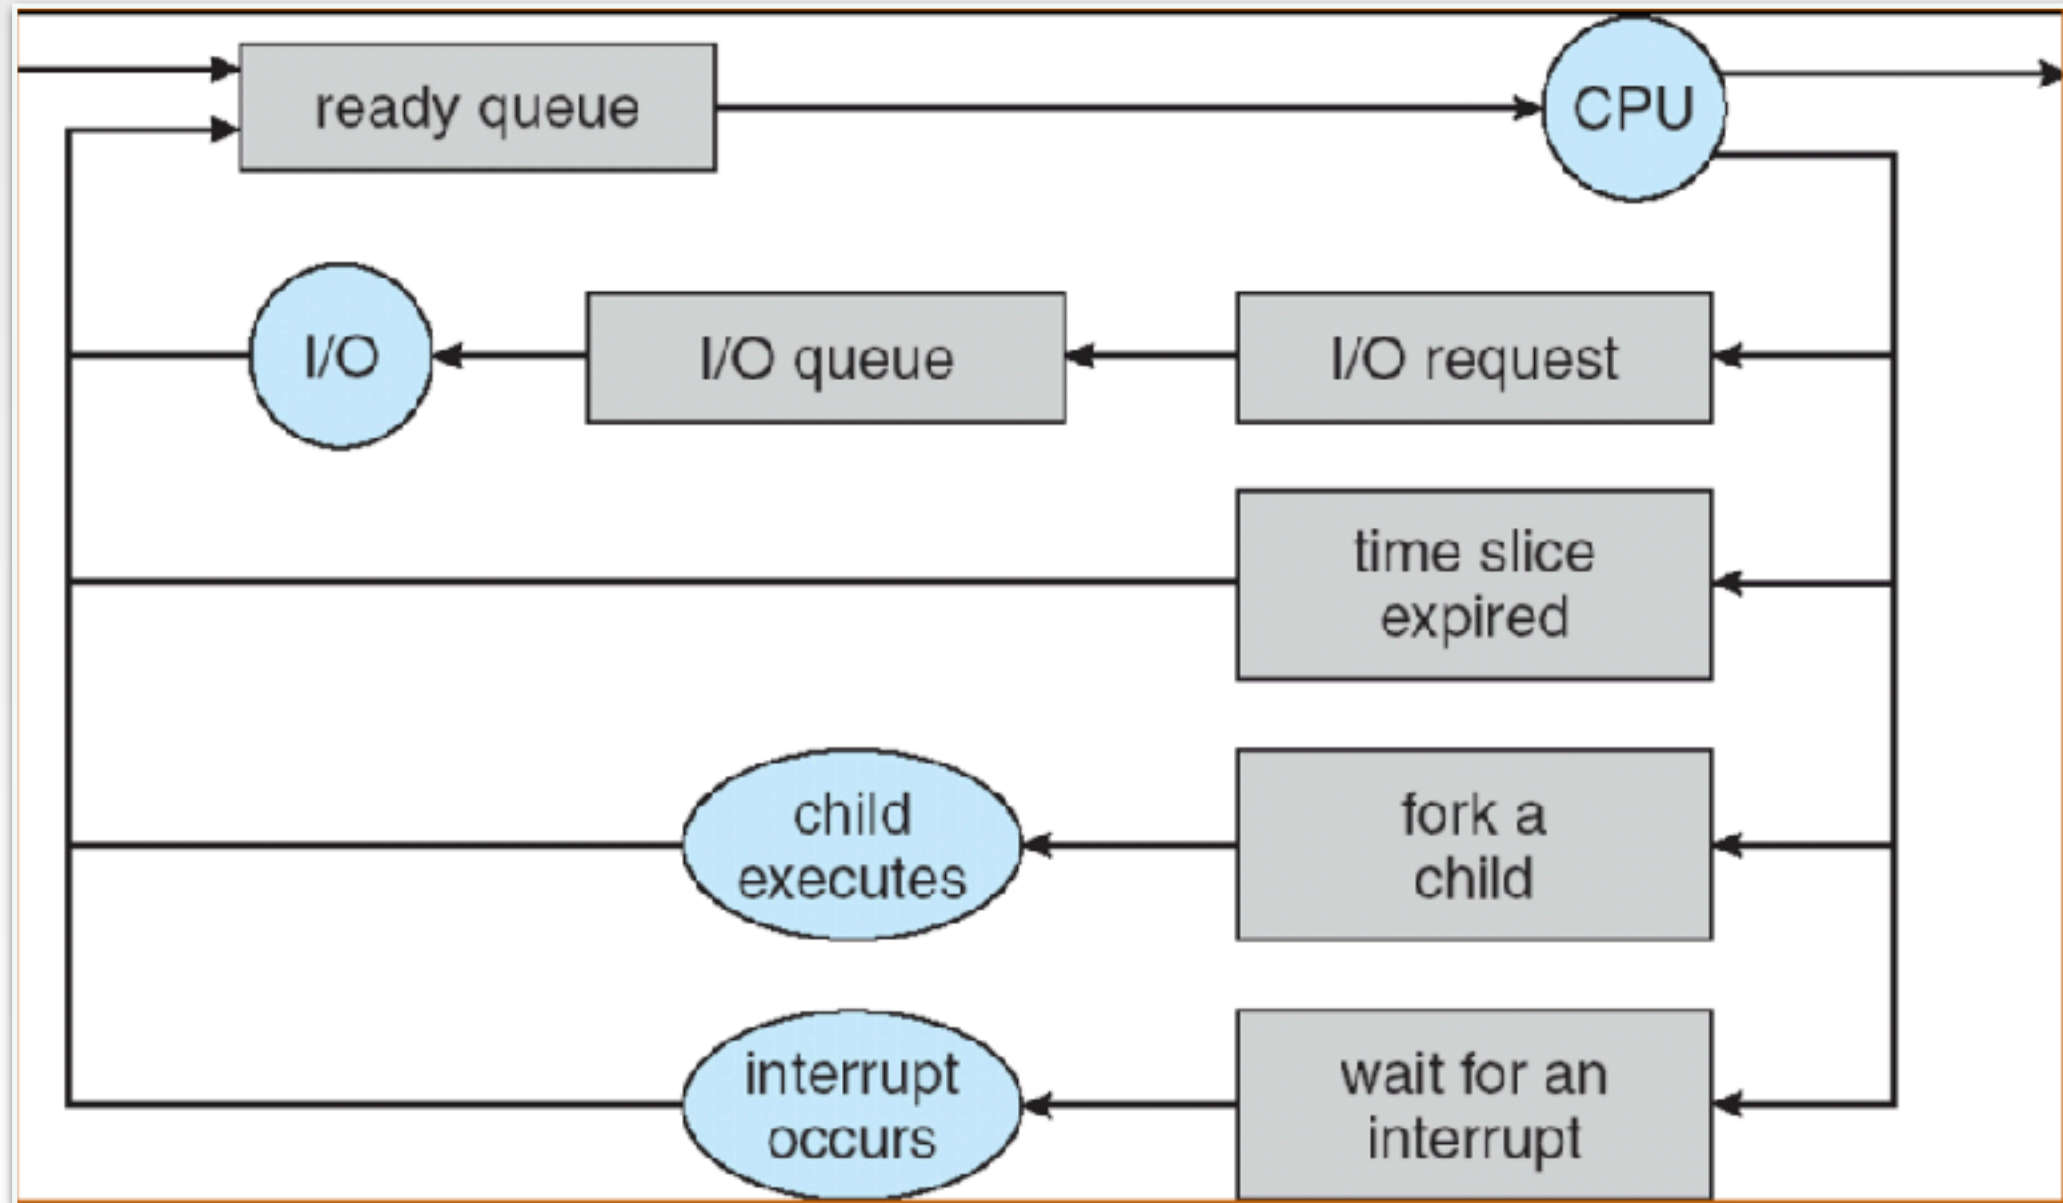 ready queue
CPU
I/O
I/O queue
I/O request
time slice
expired
child
executes
fork a
child
interrupt
occurs
wait for an
interrupt